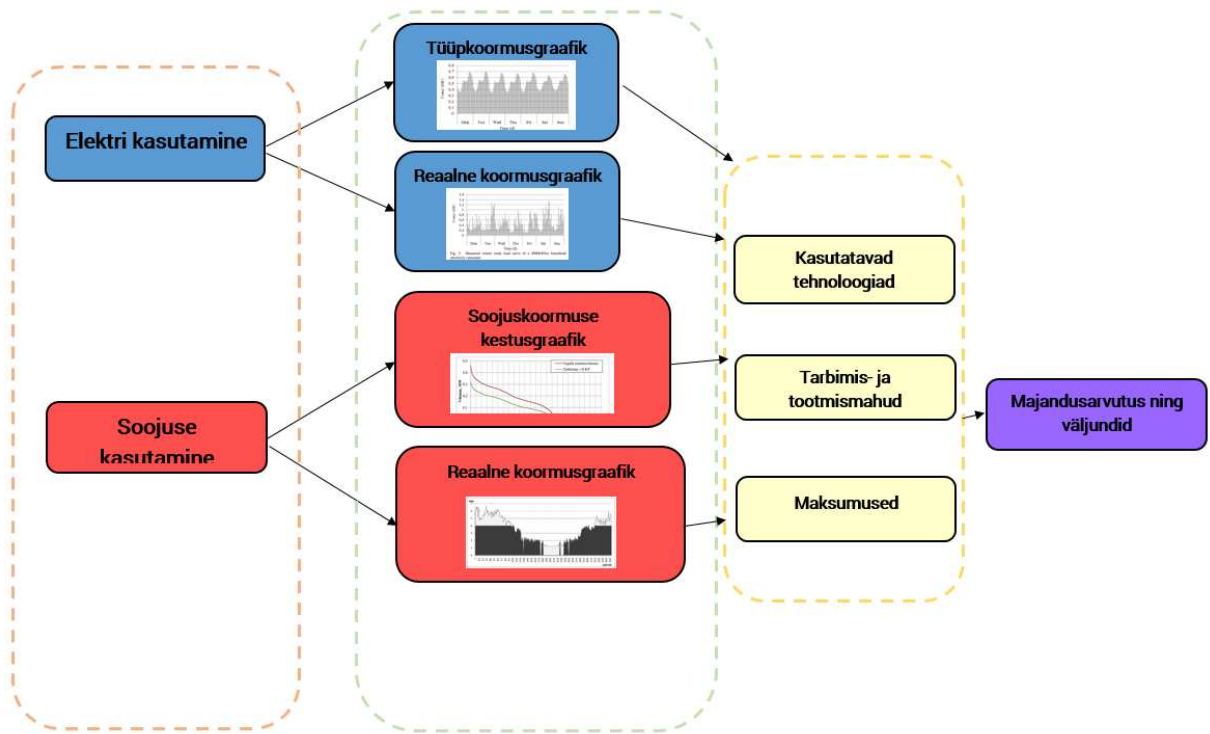 Tüüpkoormusgraafik
Elektri kasutamine
Reaalne koormusgraafik
Kasutatavad
tehnoloogiad
Soojuskoormuse
kestusgraafik
Tarbimis- ja
tootmismahud
Majandusarvutus ning
väljundid
Soojuse
kasutamine
Reaalne koormusgraafik
Maksumused